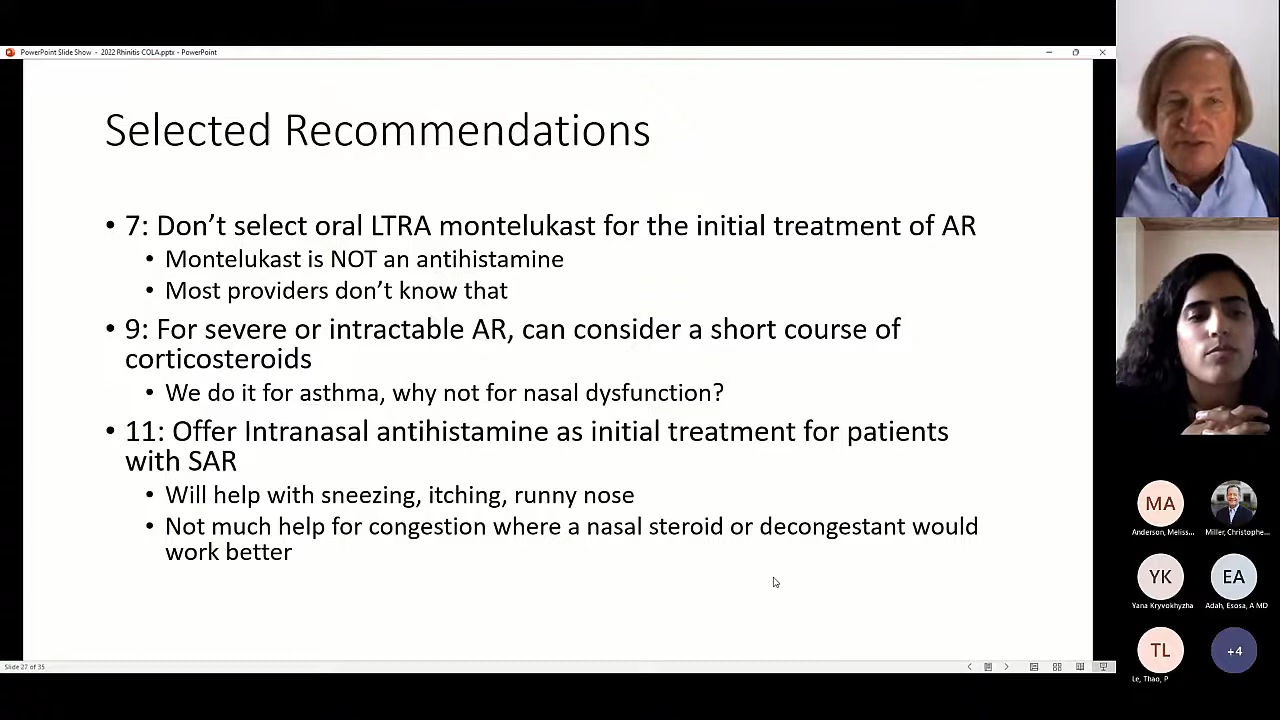 PowerPoint Slide Show - 2022 Rhinitis COLA.pptx - PowerPoint
Selected Recommendations
• 7: Don't select oral LTRA montelukast for the initial treatment of AR
• Montelukast is NOT an antihistamine
• Most providers don't know that
• 9: For severe or intractable AR, can consider a short course of
corticosteroids
• We do it for asthma, why not for nasal dysfunction?
• 11: Offer Intranasal antihistamine as initial treatment for patients
with SAR
• Will help with sneezing, itching, runny nose
• Not much help for congestion where a nasal steroid or decongestant would
work better
Slide 27 of 35
MA
Anderson, Meliss...
Miller, Christophe...
YK
Yana Kryvokhyzha
EA
Adah, Esosa, A MD
TL
Le, Thao, P
+4